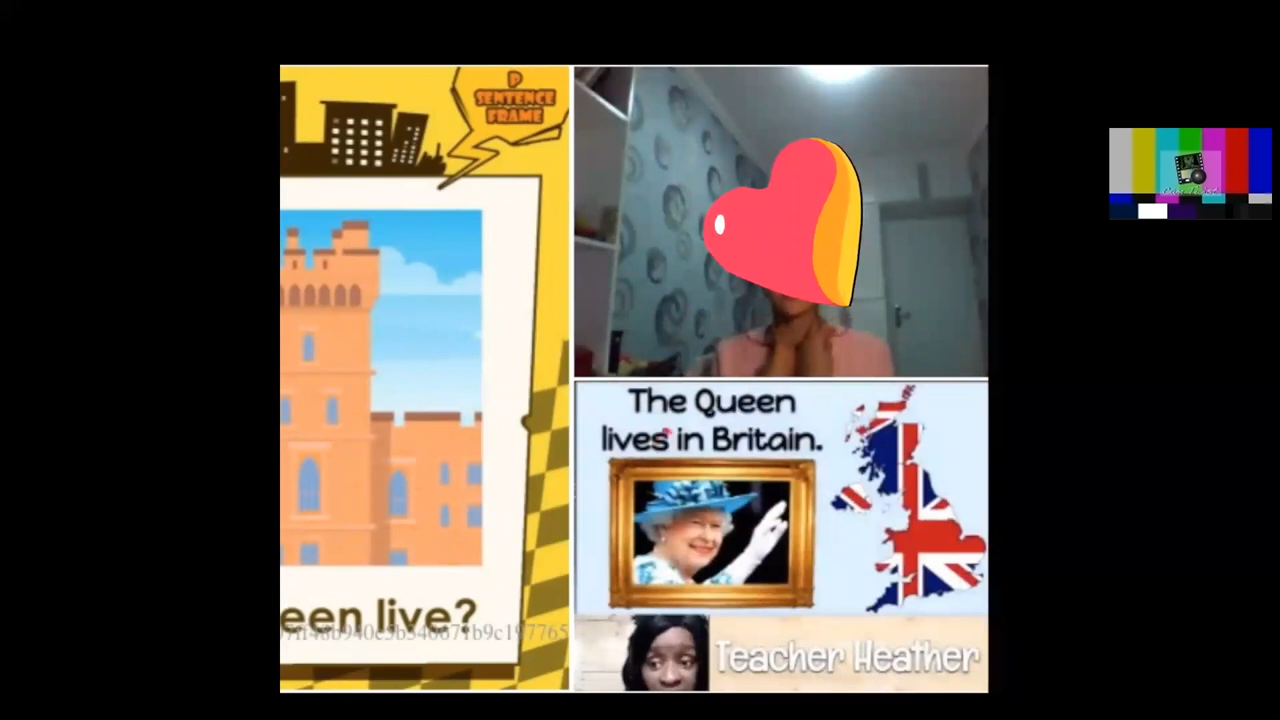 P
SENTENCE
FRAME
een live?
The Queen
lives in Britain.
Teacher Heather